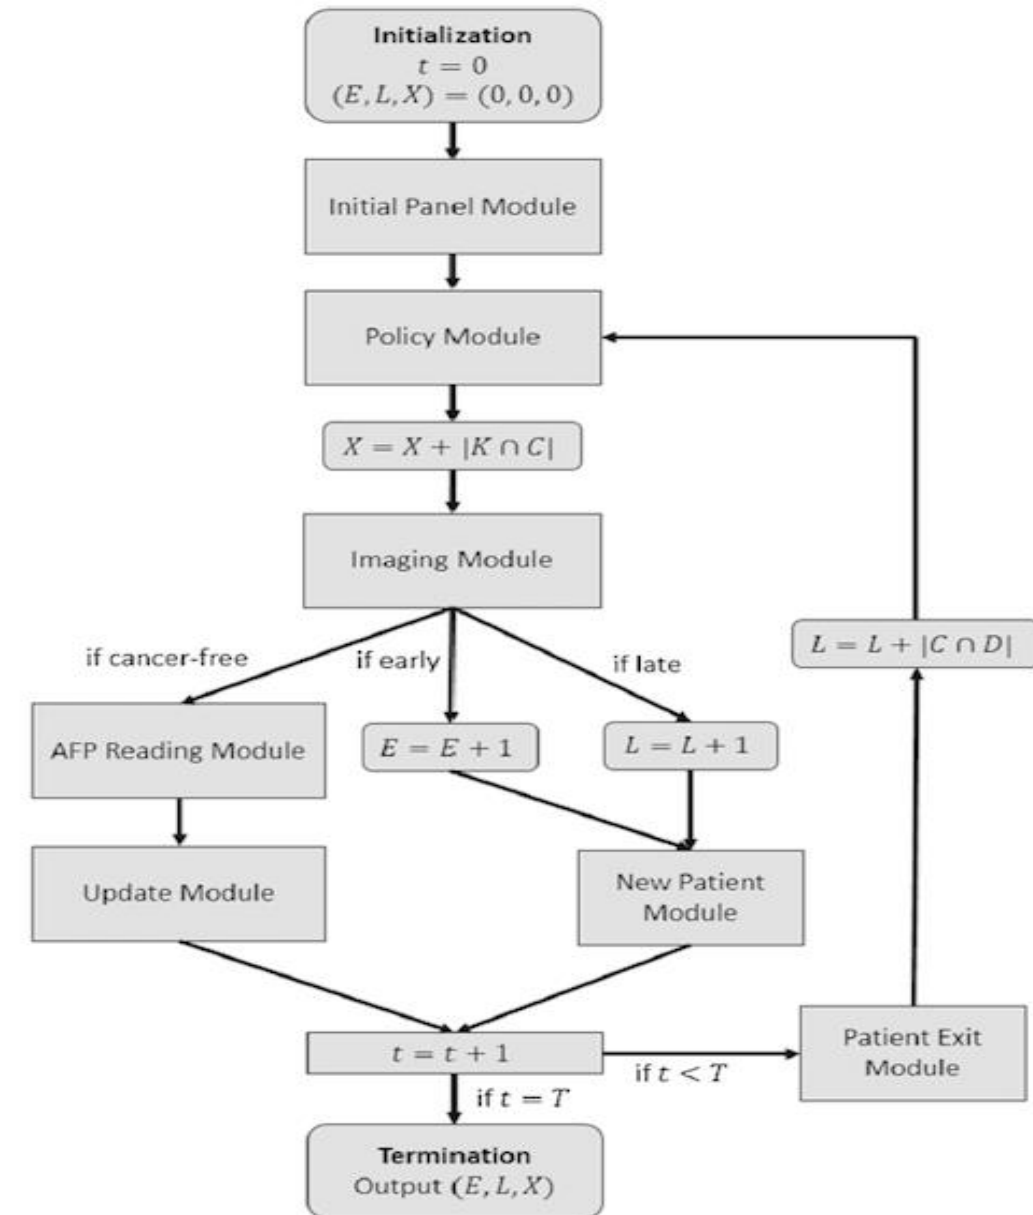 Initialization
t = 0
(E, L, X) = (0, 0, 0)
Initial Panel Module
Policy Module
X = X + |K ∩ C|
Imaging Module
if cancer-free
if early
if late
L = L + |C ∩ D|
AFP Reading Module
E = E + 1
L = L + 1
Update Module
New Patient
Module
t = t + 1
if t < T
Patient Exit
Module
if t = T
Termination
Output (E, L, X)